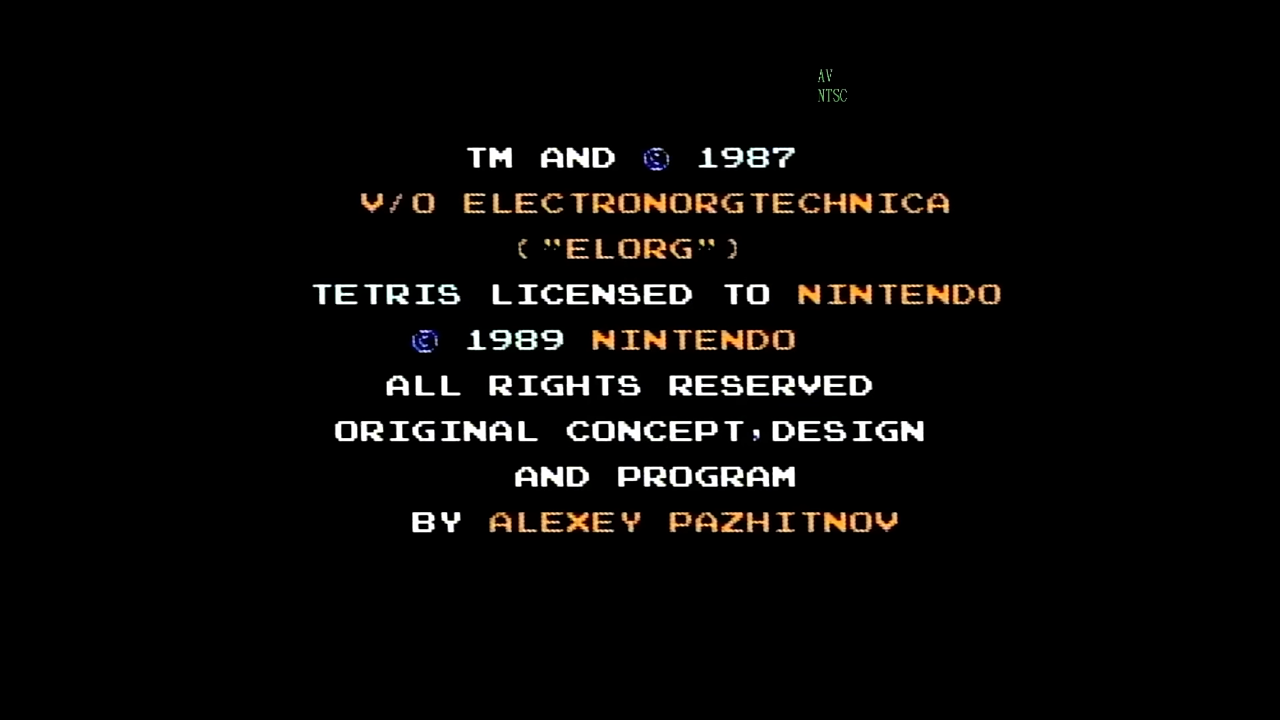 AV
NTSC
TM AND © 1987
V/O ELECTRONORGTECHNICA
("ELORG")
TETRIS LICENSED TO NINTENDO
© 1989 NINTENDO
ALL RIGHTS RESERVED
ORIGINAL CONCEPT,DESIGN
AND PROGRAM
BY ALEXEY PAZHITNOV